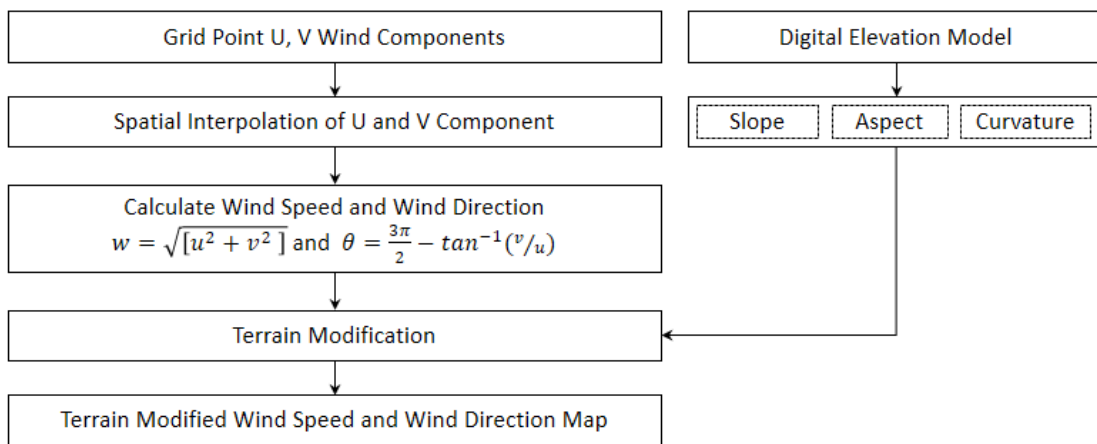 Grid Point U, V Wind Components
Digital Elevation Model
Spatial Interpolation of U and V Component
Slope
Aspect
Curvature
Calculate Wind Speed and Wind Direction
w = √[u² + v² ] and θ = 3π/2 − tan⁻¹(v/u)
Terrain Modification
Terrain Modified Wind Speed and Wind Direction Map